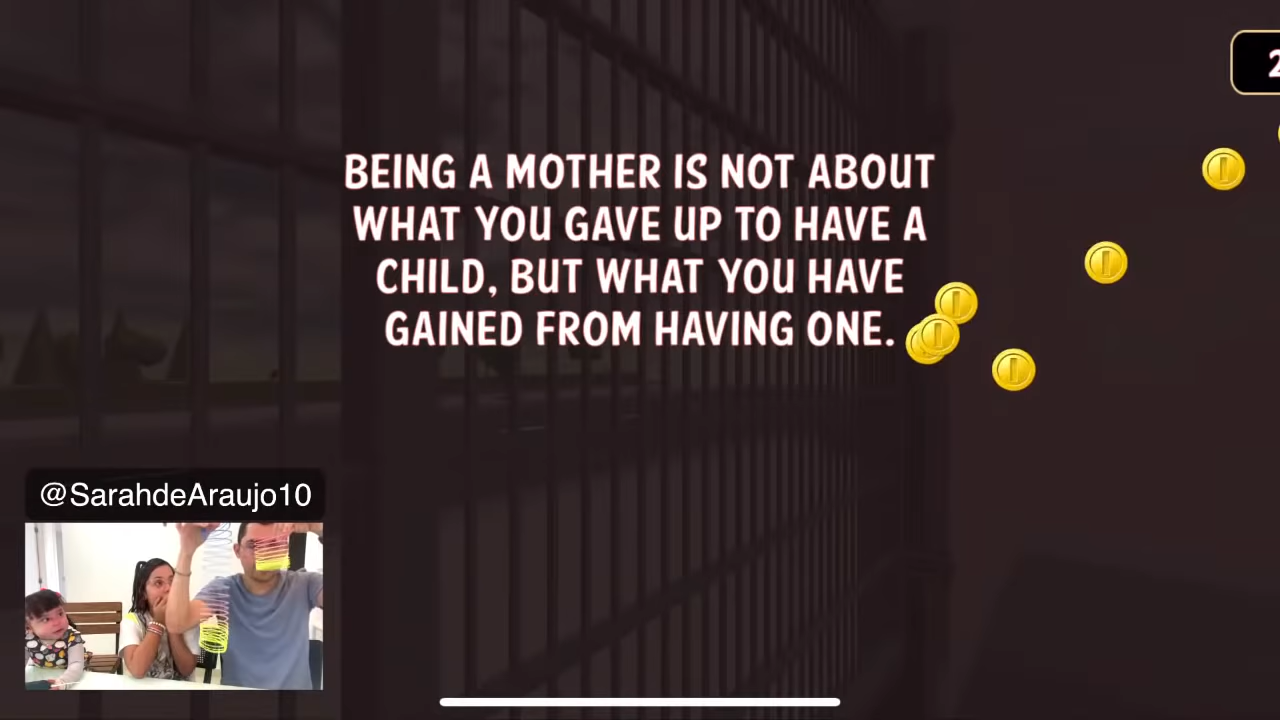 2
BEING A MOTHER IS NOT ABOUT
WHAT YOU GAVE UP TO HAVE A
CHILD, BUT WHAT YOU HAVE
GAINED FROM HAVING ONE.
@SarahdeAraujo10